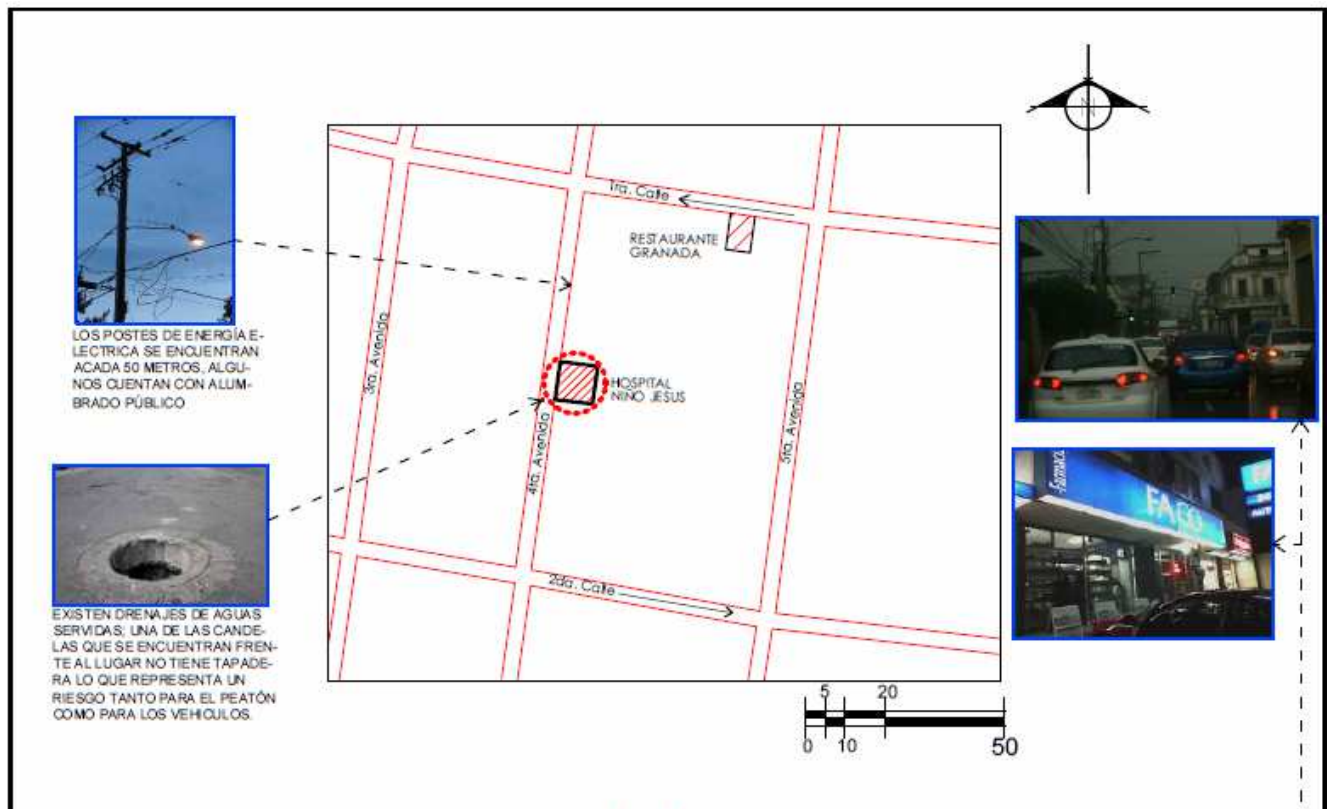 N
1ra. Calle
RESTAURANTE
GRANADA
3ra. Avenida
HOSPITAL
NIÑO JESUS
4ta. Avenida
5ta. Avenida
2da. Calle
LOS POSTES DE ENERGÍA E-
LECTRICA SE ENCUENTRAN
ACADA 50 METROS, ALGU-
NOS CUENTAN CON ALUM-
BRADO PÚBLICO
EXISTEN DRENAJES DE AGUAS
SERVIDAS; UNA DE LAS CANDE-
LAS QUE SE ENCUENTRAN FREN-
TE AL LUGAR NO TIENE TAPADE-
RA LO QUE REPRESENTA UN
RIESGO TANTO PARA EL PEATÓN
COMO PARA LOS VEHICULOS.
FACO
5 20
0 10 50